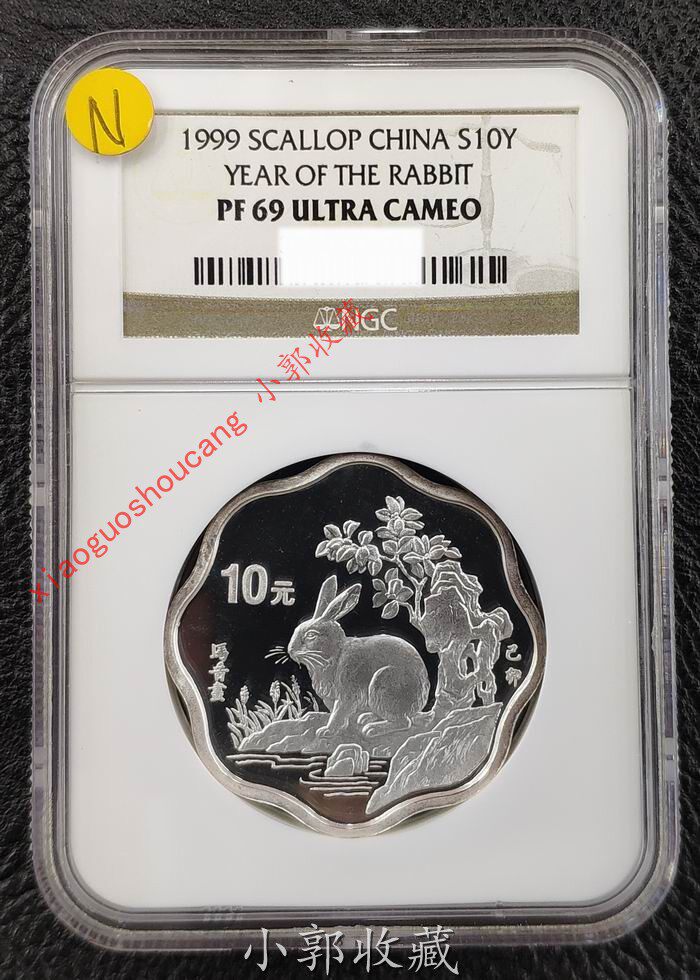 N
1999 SCALLOP CHINA S10Y
YEAR OF THE RABBIT
PF 69 ULTRA CAMEO
NGC
xiaoguoshoucang 小郭收藏
10元
己卯
小郭收藏